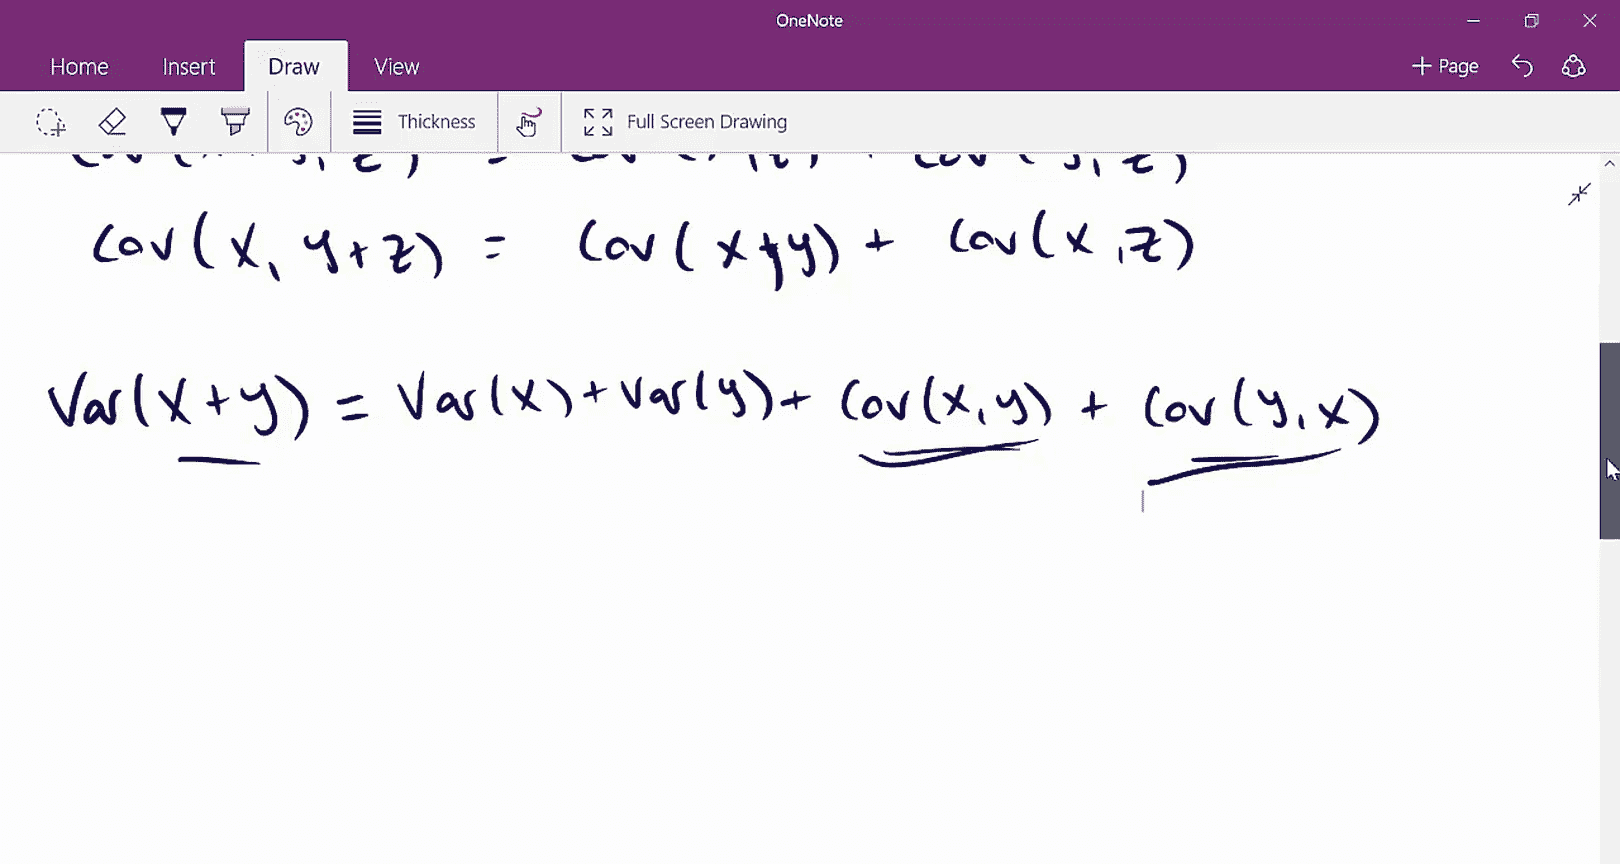 OneNote
Home Insert Draw View + Page
Thickness Full Screen Drawing
Cov(x, y+z) = Cov(x,y) + Cov(x,z)
Var(x+y) = Var(x) + Var(y) + Cov(x,y) + Cov(y,x)